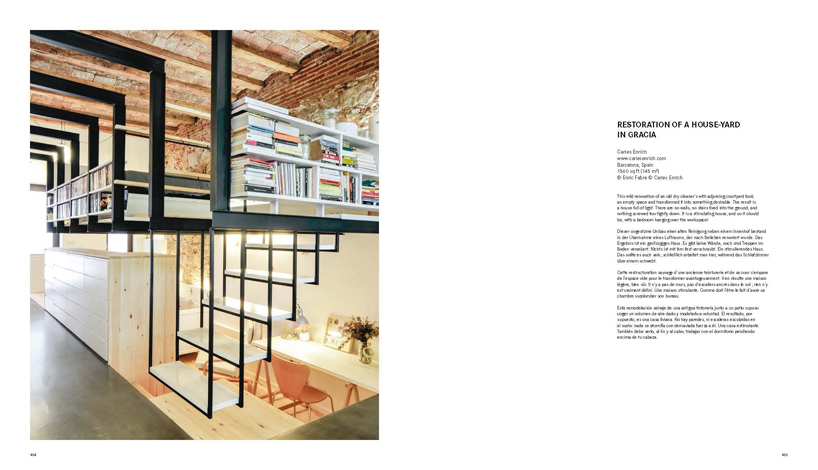 RESTORATION OF A HOUSE-YARD
IN GRACIA
Carles Enrich
www.carlesenrich.com
Barcelona, Spain
1560 sq ft (145 m²)
© Enric Fabre © Carles Enrich
This wild renovation of an old dry cleaner's with adjoining courtyard took
an empty space and transformed it into something desirable. The result is
a house full of light. There are no walls, no stairs fixed into the ground, and
nothing screwed too tightly down. It is a stimulating house, and so it should
be, with a bedroom hanging over the workspace!
Dieser ungestüme Umbau einer alten Reinigung neben einem Innenhof bestand
in der Übernahme eines Luftraums, der nach Belieben renoviert wurde. Das
Ergebnis ist ein großzügiges Haus. Es gibt keine Wände, noch sind Treppen im
Boden verankert. Nichts ist mit ihm fest verschraubt. Ein stimulierendes Haus.
Das sollte es auch sein, schließlich arbeitet man hier, während das Schlafzimmer
über einem schwebt.
Cette restructuration sauvage d'une ancienne teinturerie et de sa cour s'empare
de l'espace vide pour le transformer avantageusement. Il en résulte une maison
légère, bien sûr. Il n'y a pas de murs, pas d'escaliers ancrés dans le sol ; rien n'y
est vraiment défini. Une maison stimulante. Comme doit l'être le fait d'avoir sa
chambre surplomber son bureau.
Esta remodelación salvaje de una antigua tintorería junto a un patio supuso
coger un volumen de aire dado y modelarlo a voluntad. El resultado, por
supuesto, es una casa liviana. No hay paredes, ni escaleras esculpidas en
el suelo: nada se atornilla con demasiada fuerza a él. Una casa estimulante.
También debe serlo, al fin y al cabo, trabajar con el dormitorio pendiendo
encima de tu cabeza.
454
455